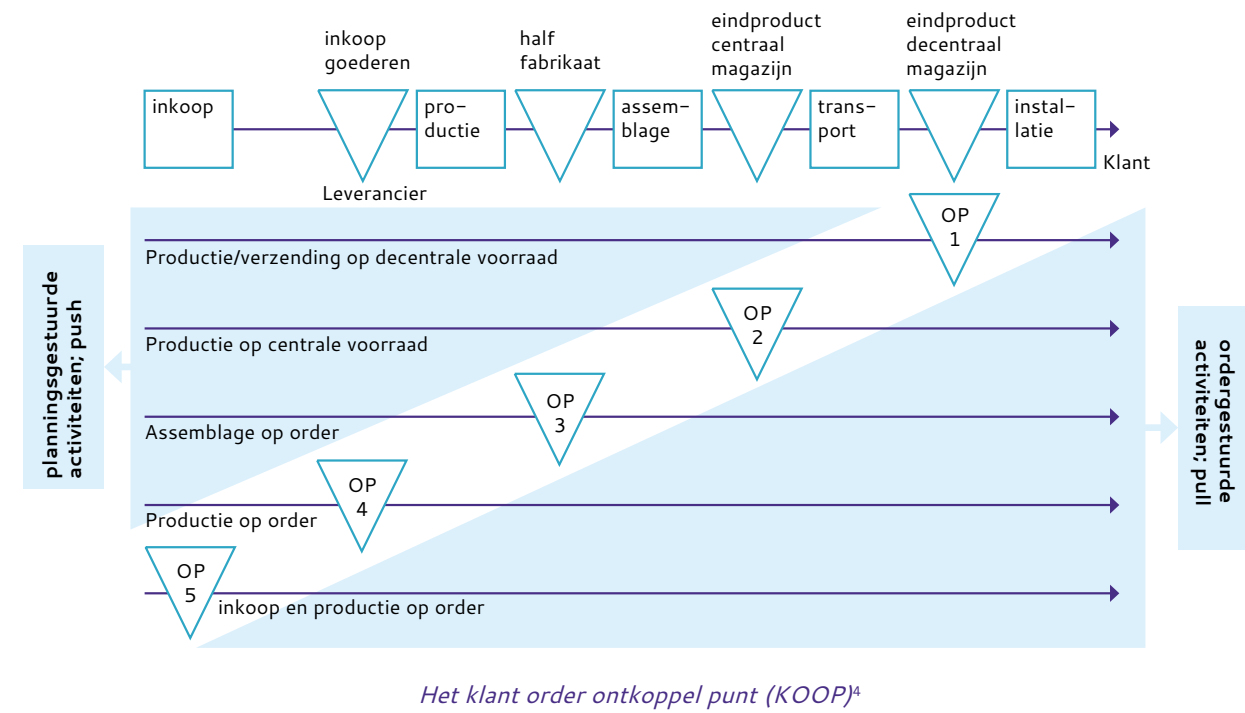 inkoop
goederen
half
fabrikaat
eindproduct
centraal
magazijn
eindproduct
decentraal
magazijn
inkoop
pro-
ductie
assem-
blage
trans-
port
instal-
latie
Klant
Leverancier
OP
1
Productie/verzending op decentrale voorraad
OP
2
Productie op centrale voorraad
OP
3
Assemblage op order
OP
4
Productie op order
OP
5
inkoop en productie op order
planningsgestuurde
activiteiten; push
ordergestuurde
activiteiten; pull
Het klant order ontkoppel punt (KOOP)⁴